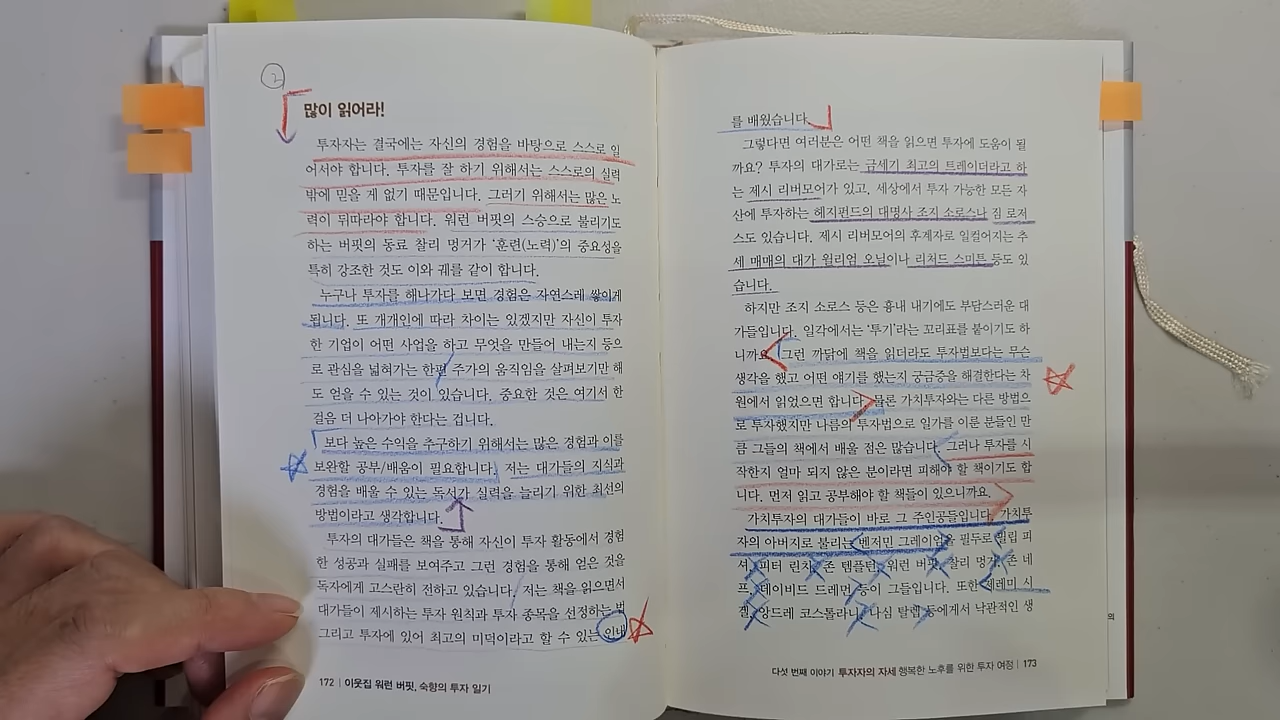 2
많이 읽어라!
투자자는 결국에는 자신의 경험을 바탕으로 스스로 일
어서야 합니다. 투자를 잘 하기 위해서는 스스로의 실력
밖에 믿을 게 없기 때문입니다. 그러기 위해서는 많은 노
력이 뒤따라야 합니다. 워런 버핏의 스승으로 불리기도
하는 버핏의 동료 찰리 멍거가 '훈련(노력)'의 중요성을
특히 강조한 것도 이와 궤를 같이 합니다.
누구나 투자를 해나가다 보면 경험은 자연스레 쌓이게
됩니다. 또 개개인에 따라 차이는 있겠지만 자신이 투자
한 기업이 어떤 사업을 하고 무엇을 만들어 내는지 등으
로 관심을 넓혀가는 한편 주가의 움직임을 살펴보기만 해
도 얻을 수 있는 것이 있습니다. 중요한 것은 여기서 한
걸음 더 나아가야 한다는 겁니다.
보다 높은 수익을 추구하기 위해서는 많은 경험과 이를
보완할 공부/배움이 필요합니다. 저는 대가들의 지식과
경험을 배울 수 있는 독서가 실력을 늘리기 위한 최선의
방법이라고 생각합니다.
투자의 대가들은 책을 통해 자신이 투자 활동에서 경험
한 성공과 실패를 보여주고 그런 경험을 통해 얻은 것을
독자에게 고스란히 전하고 있습니다. 저는 책을 읽으면서
대가들이 제시하는 투자 원칙과 투자 종목을 선정하는 법
그리고 투자에 있어 최고의 미덕이라고 할 수 있는 인내
172 | 이웃집 워런 버핏, 숙향의 투자 일기
를 배웠습니다.
그렇다면 여러분은 어떤 책을 읽으면 투자에 도움이 될
까요? 투자의 대가로는 금세기 최고의 트레이더라고 하
는 제시 리버모어가 있고, 세상에서 투자 가능한 모든 자
산에 투자하는 헤지펀드의 대명사 조지 소로스나 짐 로저
스도 있습니다. 제시 리버모어의 후계자로 일컬어지는 추
세 매매의 대가 윌리엄 오닐이나 리처드 스미튼 등도 있
습니다.
하지만 조지 소로스 등은 흉내 내기에도 부담스러운 대
가들입니다. 일각에서는 '투기'라는 꼬리표를 붙이기도 하
니까요. 그런 까닭에 책을 읽더라도 투자법보다는 무슨
생각을 했고 어떤 얘기를 했는지 궁금증을 해결한다는 차
원에서 읽었으면 합니다. 물론 가치투자와는 다른 방법으
로 투자했지만 나름의 투자법으로 일가를 이룬 분들인 만
큼 그들의 책에서 배울 점은 많습니다. 그러나 투자를 시
작한지 얼마 되지 않은 분이라면 피해야 할 책이기도 합
니다. 먼저 읽고 공부해야 할 책들이 있으니까요.
가치투자의 대가들이 바로 그 주인공들입니다. 가치투
자의 아버지로 불리는 벤저민 그레이엄을 필두로 필립 피
셔, 피터 린치, 존 템플턴, 워런 버핏, 찰리 멍거, 존 네
프, 데이비드 드레먼 등이 그들입니다. 또한 제레미 시
겔, 앙드레 코스톨라니, 나심 탈렙 등에게서 낙관적인 생
다섯 번째 이야기 투자자의 자세 행복한 노후를 위한 투자 여정 | 173